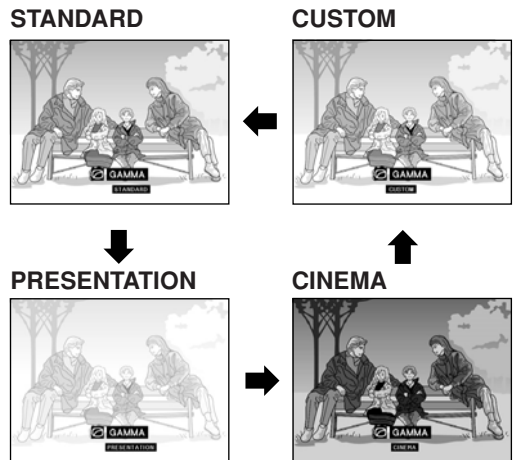 STANDARD
CUSTOM
GAMMA
STANDARD
GAMMA
CUSTOM
PRESENTATION
CINEMA
GAMMA
PRESENTATION
GAMMA
CINEMA